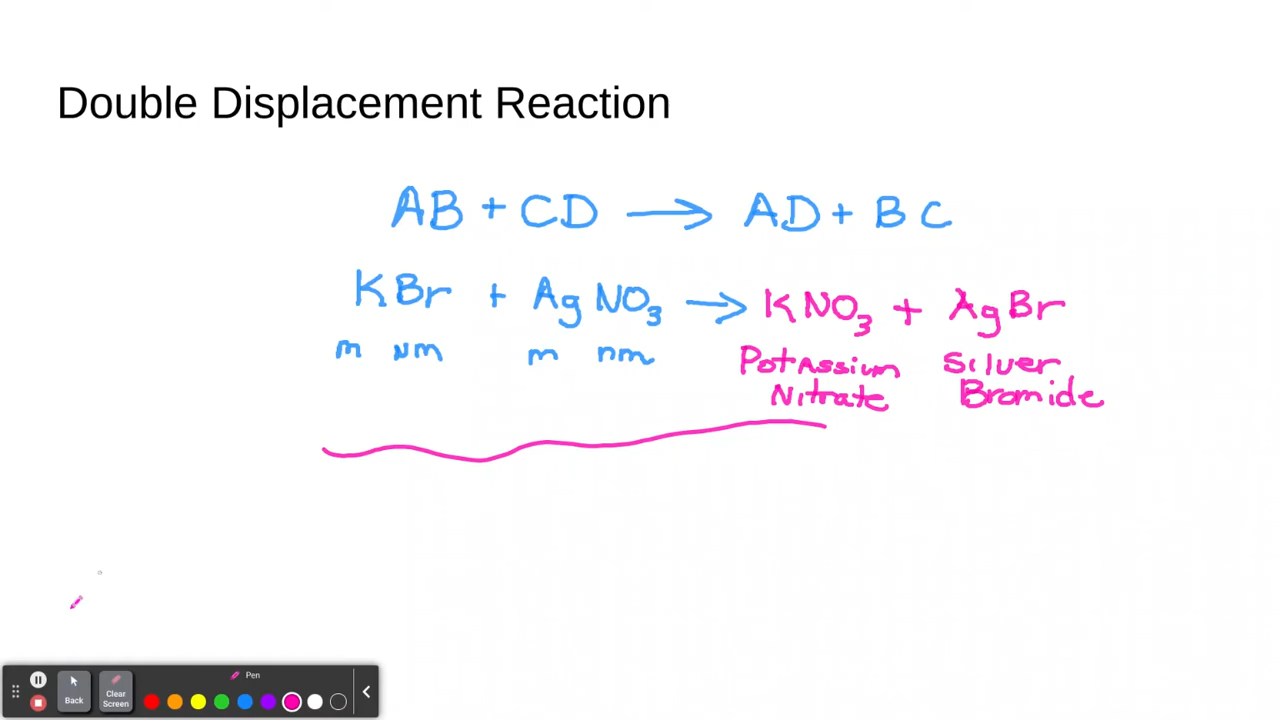 Double Displacement Reaction
AB + CD → AD + BC
KBr + AgNO₃ → KNO₃ + AgBr
m nm m nm
Potassium Silver
Nitrate Bromide
Pen
Back
Clear
Screen